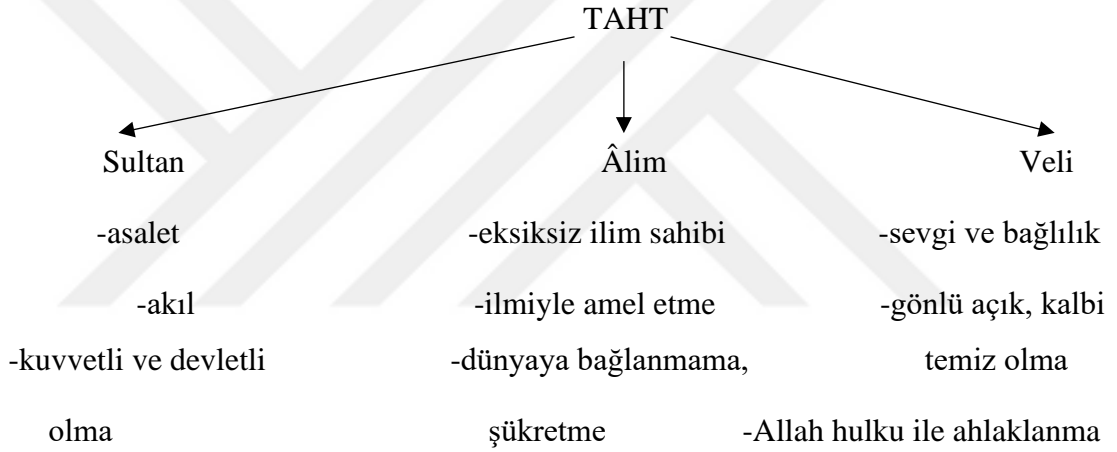 TAHT
Sultan
-asalet
-akıl
-kuvvetli ve devletli
olma
Âlim
-eksiksiz ilim sahibi
-ilmiyle amel etme
-dünyaya bağlanmama,
şükretme
Veli
-sevgi ve bağlılık
-gönlü açık, kalbi
temiz olma
-Allah hulku ile ahlaklanma